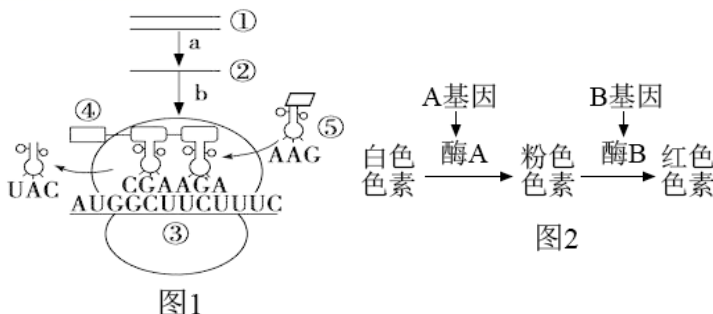 ①
a
②
b
④
⑤
AAG
UAC
CGAAGA
AUGGCUUCUUUC
③
图1
A基因 B基因
白色色素 酶A 粉色色素 酶B 红色色素
图2